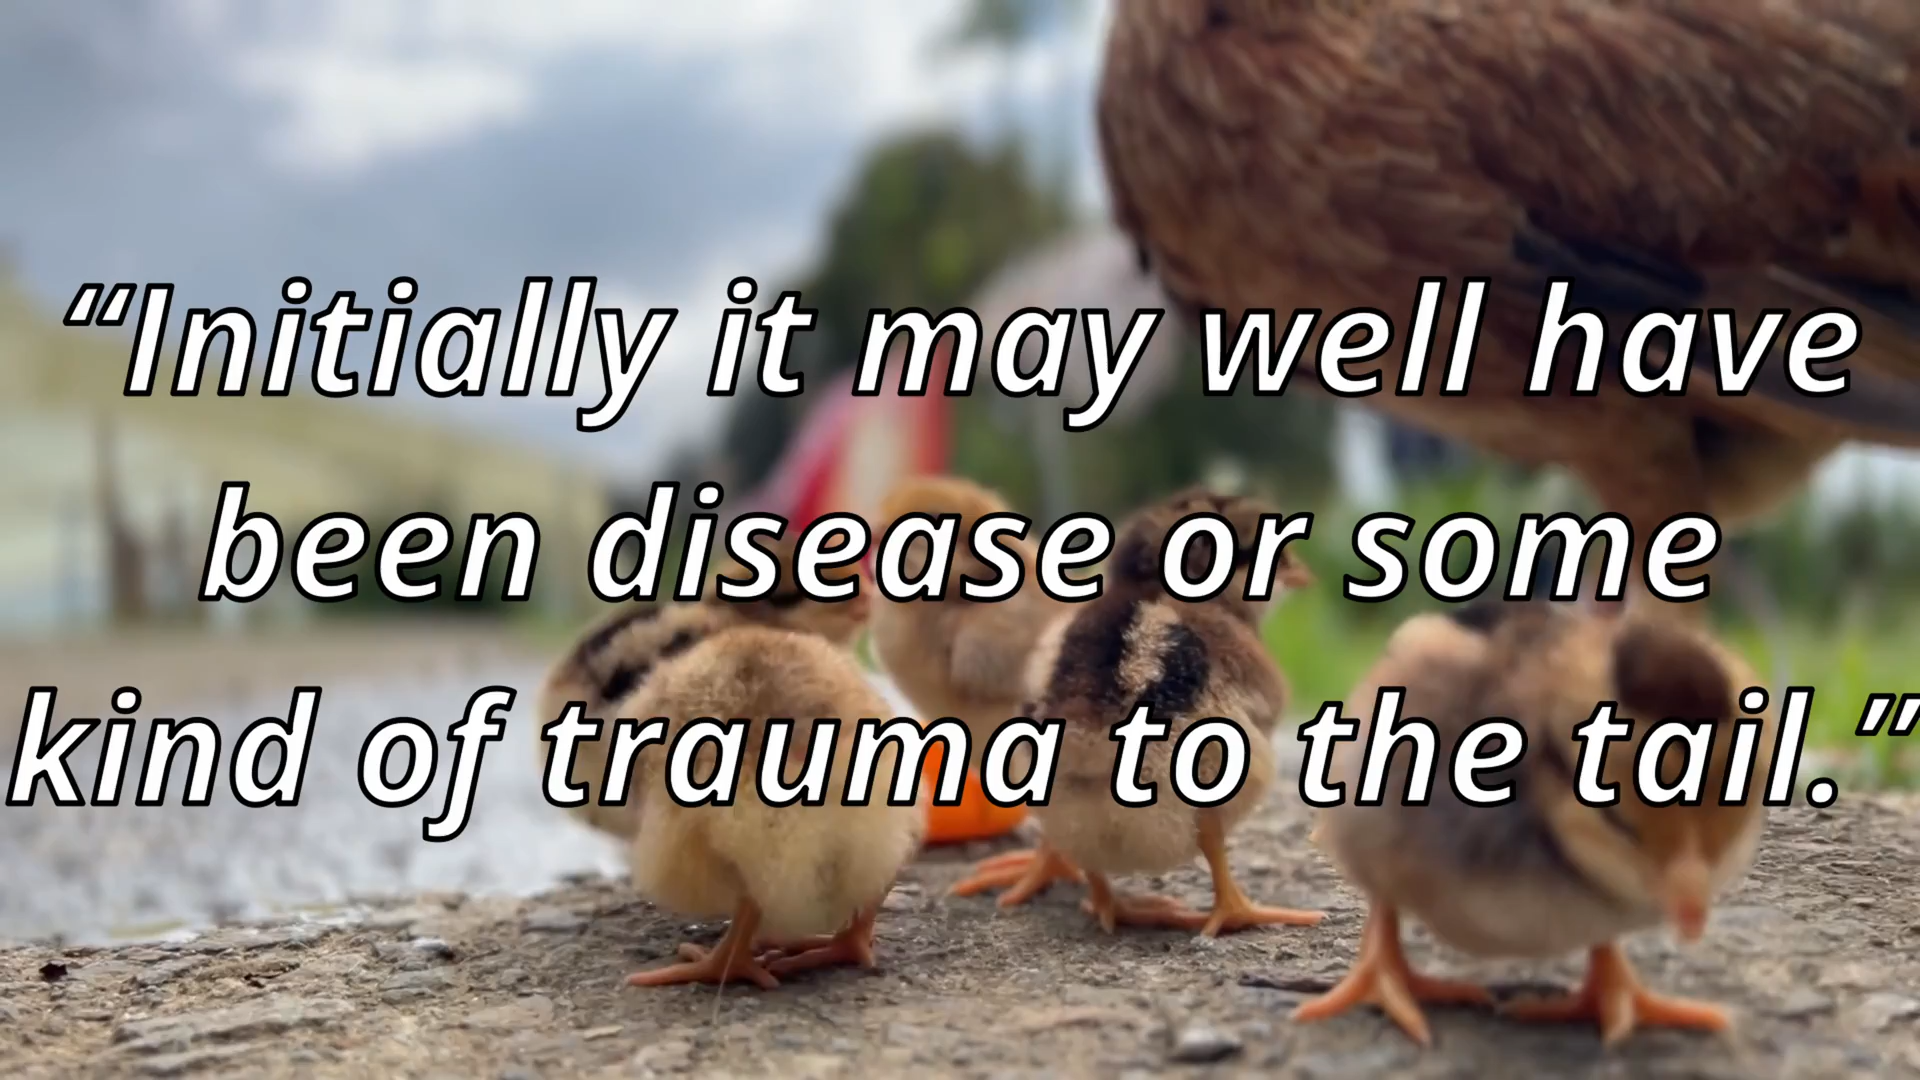 “Initially it may well have
been disease or some
kind of trauma to the tail.”